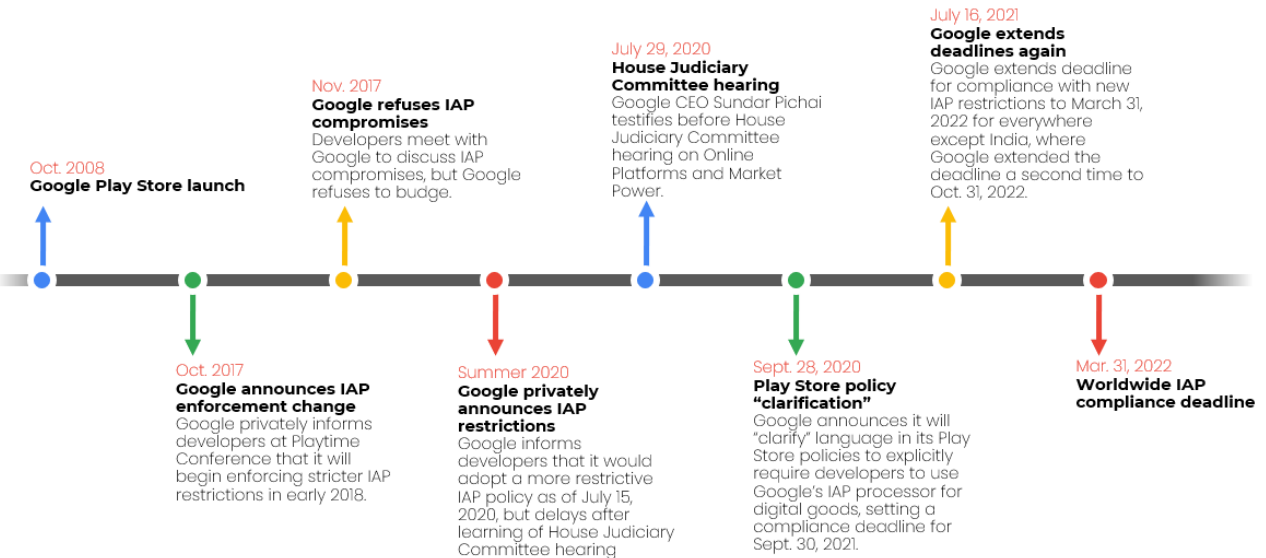 Oct. 2008
Google Play Store launch
Oct. 2017
Google announces IAP
enforcement change
Google privately informs
developers at Playtime
Conference that it will
begin enforcing stricter IAP
restrictions in early 2018.
Nov. 2017
Google refuses IAP
compromises
Developers meet with
Google to discuss IAP
compromises, but Google
refuses to budge.
Summer 2020
Google privately
announces IAP
restrictions
Google informs
developers that it would
adopt a more restrictive
IAP policy as of July 15,
2020, but delays after
learning of House Judiciary
Committee hearing
July 29, 2020
House Judiciary
Committee hearing
Google CEO Sundar Pichai
testifies before House
Judiciary Committee
hearing on Online
Platforms and Market
Power.
Sept. 28, 2020
Play Store policy
“clarification”
Google announces it will
“clarify” language in its Play
Store policies to explicitly
require developers to use
Google’s IAP processor for
digital goods, setting a
compliance deadline for
Sept. 30, 2021.
July 16, 2021
Google extends
deadlines again
Google extends deadline
for compliance with new
IAP restrictions to March 31,
2022 for everywhere
except India, where
Google extended the
deadline a second time to
Oct. 31, 2022.
Mar. 31, 2022
Worldwide IAP
compliance deadline